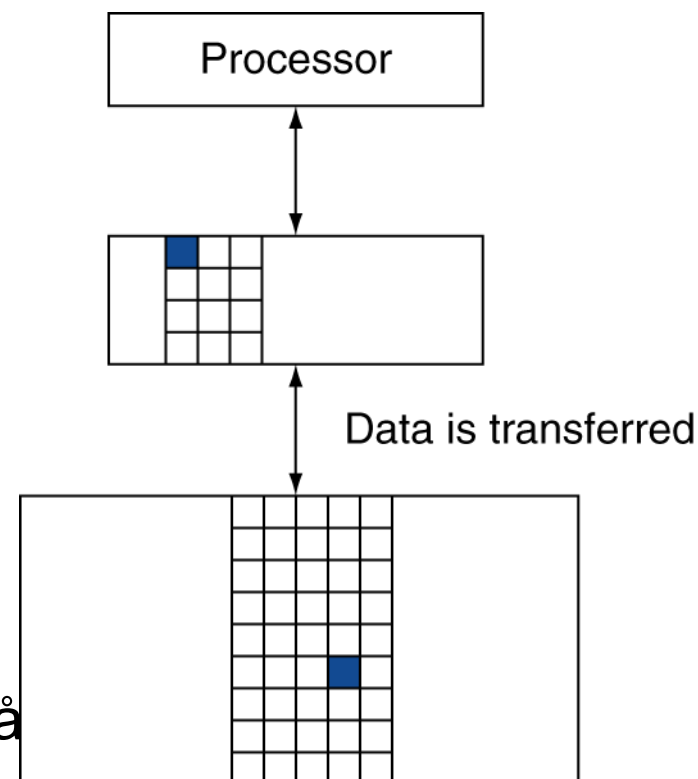 Processor
Data is transferred
å